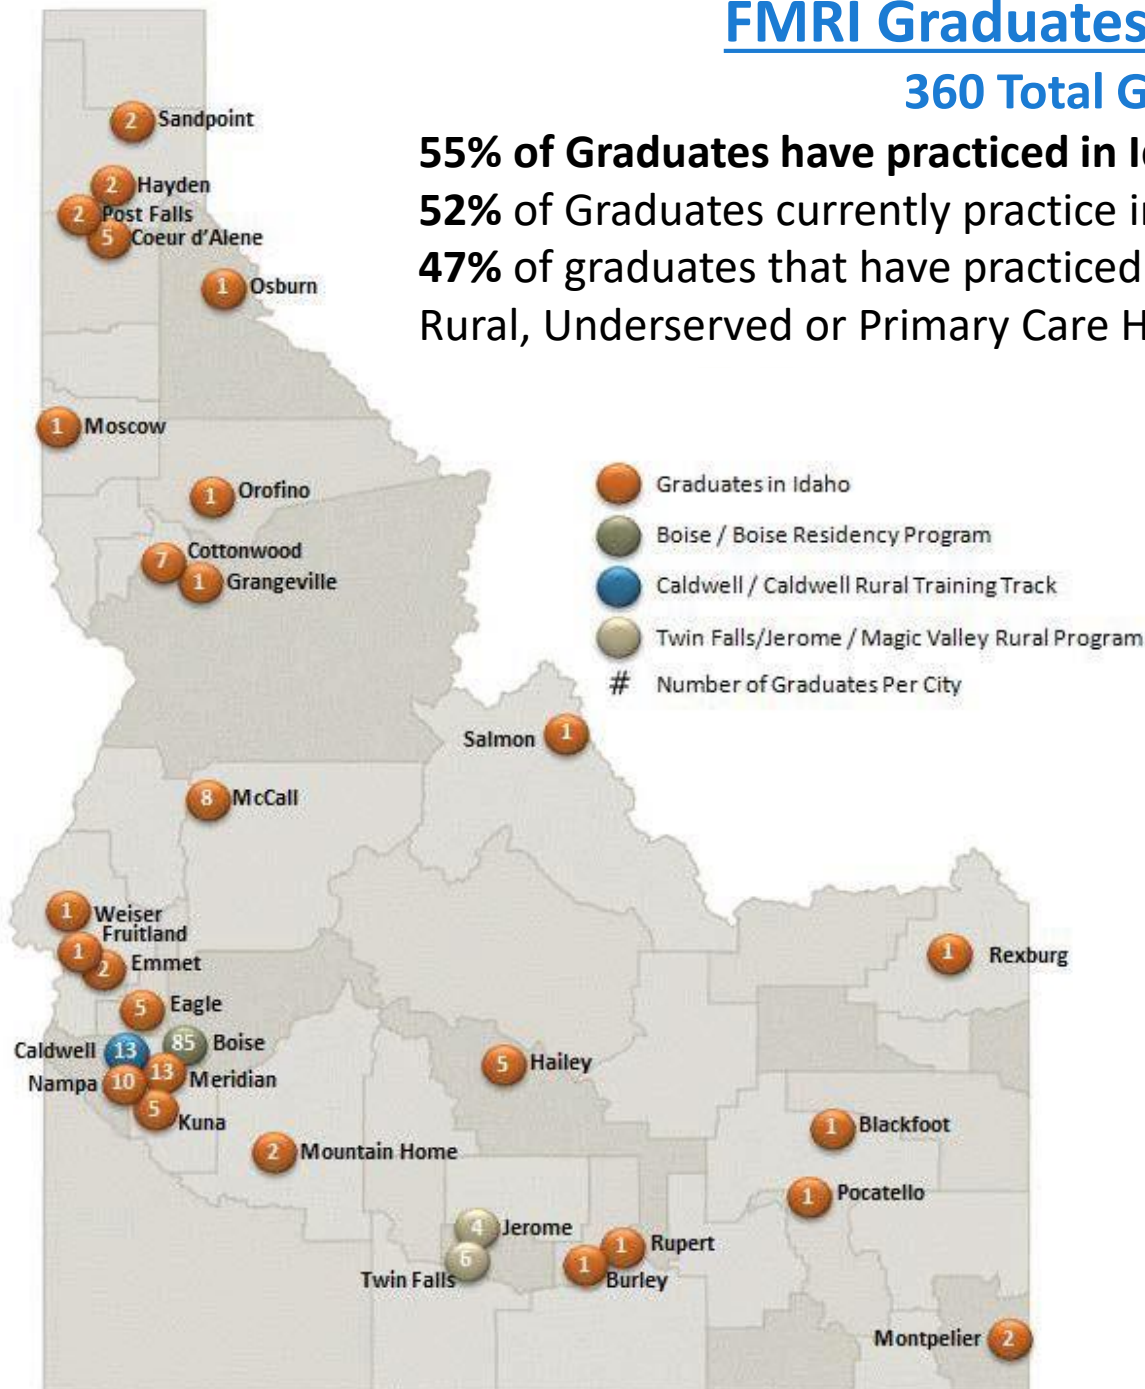 FMRI Graduates
360 Total G
55% of Graduates have practiced in I
52% of Graduates currently practice i
47% of graduates that have practiced
Rural, Underserved or Primary Care H
2 Sandpoint
2 Hayden
2 Post Falls
5 Coeur d'Alene
1 Osburn
1 Moscow
1 Orofino
7 Cottonwood
1 Grangeville
Graduates in Idaho
Boise / Boise Residency Program
Caldwell / Caldwell Rural Training Track
Twin Falls/Jerome / Magic Valley Rural Program
# Number of Graduates Per City
Salmon 1
8 McCall
1 Weiser
1 Fruitland
2 Emmet
1 Rexburg
5 Eagle
Caldwell 13
85 Boise
Nampa 10
13 Meridian
5 Kuna
5 Hailey
2 Mountain Home
1 Blackfoot
1 Pocatello
4 Jerome
Twin Falls 6
1 Rupert
1 Burley
Montpelier 2